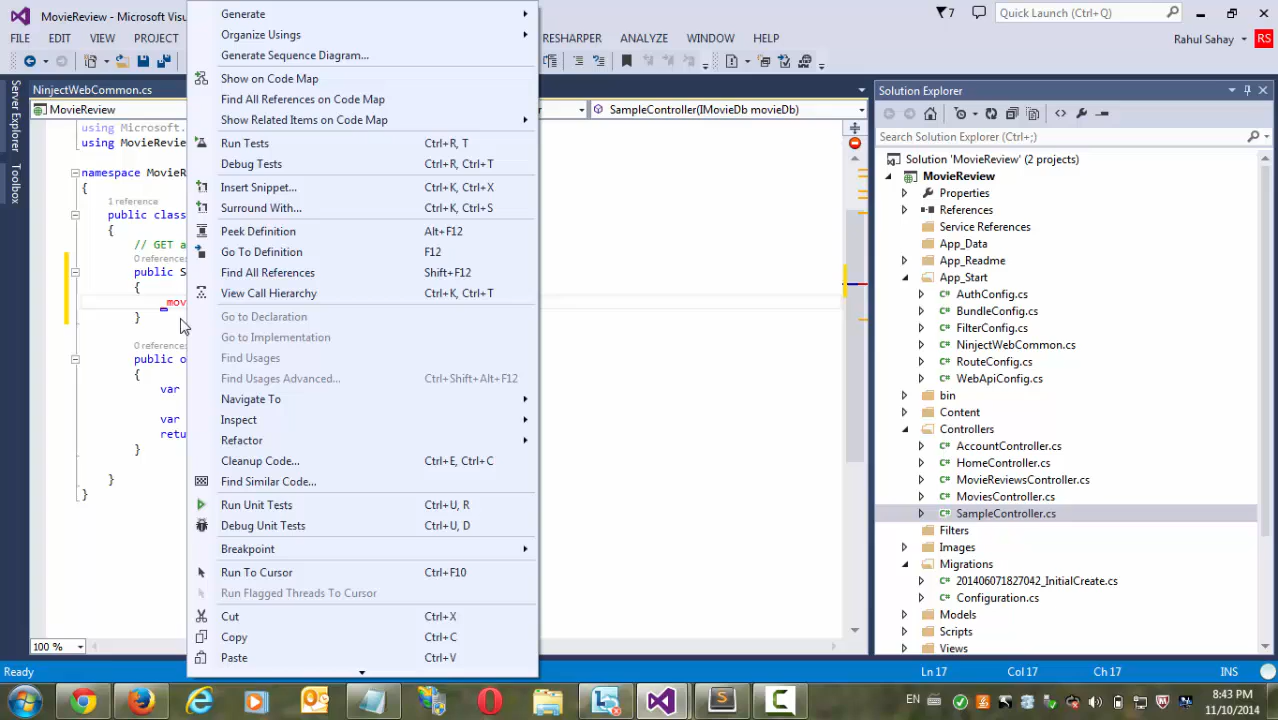 MovieReview - Microsoft Visu
7
Quick Launch (Ctrl+Q)
FILE EDIT VIEW PROJECT
RESHARPER ANALYZE WINDOW HELP
Rahul Sahay RS
Server Explorer
Toolbox
NinjectWebCommon.cs
MovieReview
SampleController(IMovieDb movieDb)
using Microsoft.
using MovieRevie
namespace MovieR
{
1 reference
public class
{
// GET a
0 reference
public S
{
_mov
}
0 reference
public o
{
var
var
retu
}
}
}
100 %
Generate
Organize Usings
Generate Sequence Diagram...
Show on Code Map
Find All References on Code Map
Show Related Items on Code Map
Run Tests Ctrl+R, T
Debug Tests Ctrl+R, Ctrl+T
Insert Snippet... Ctrl+K, Ctrl+X
Surround With... Ctrl+K, Ctrl+S
Peek Definition Alt+F12
Go To Definition F12
Find All References Shift+F12
View Call Hierarchy Ctrl+K, Ctrl+T
Go to Declaration
Go to Implementation
Find Usages
Find Usages Advanced... Ctrl+Shift+Alt+F12
Navigate To
Inspect
Refactor
Cleanup Code... Ctrl+E, Ctrl+C
Find Similar Code...
Run Unit Tests Ctrl+U, R
Debug Unit Tests Ctrl+U, D
Breakpoint
Run To Cursor Ctrl+F10
Run Flagged Threads To Cursor
Cut Ctrl+X
Copy Ctrl+C
Paste Ctrl+V
Solution Explorer
Search Solution Explorer (Ctrl+;)
Solution 'MovieReview' (2 projects)
MovieReview
Properties
References
Service References
App_Data
App_Readme
App_Start
C# AuthConfig.cs
C# BundleConfig.cs
C# FilterConfig.cs
C# NinjectWebCommon.cs
C# RouteConfig.cs
C# WebApiConfig.cs
bin
Content
Controllers
C# AccountController.cs
C# HomeController.cs
C# MovieReviewsController.cs
C# MoviesController.cs
C# SampleController.cs
Filters
Images
Migrations
C# 201406071827042_InitialCreate.cs
C# Configuration.cs
Models
Scripts
Views
Ready
Ln 17 Col 17 Ch 17 INS
EN
8:43 PM
11/10/2014